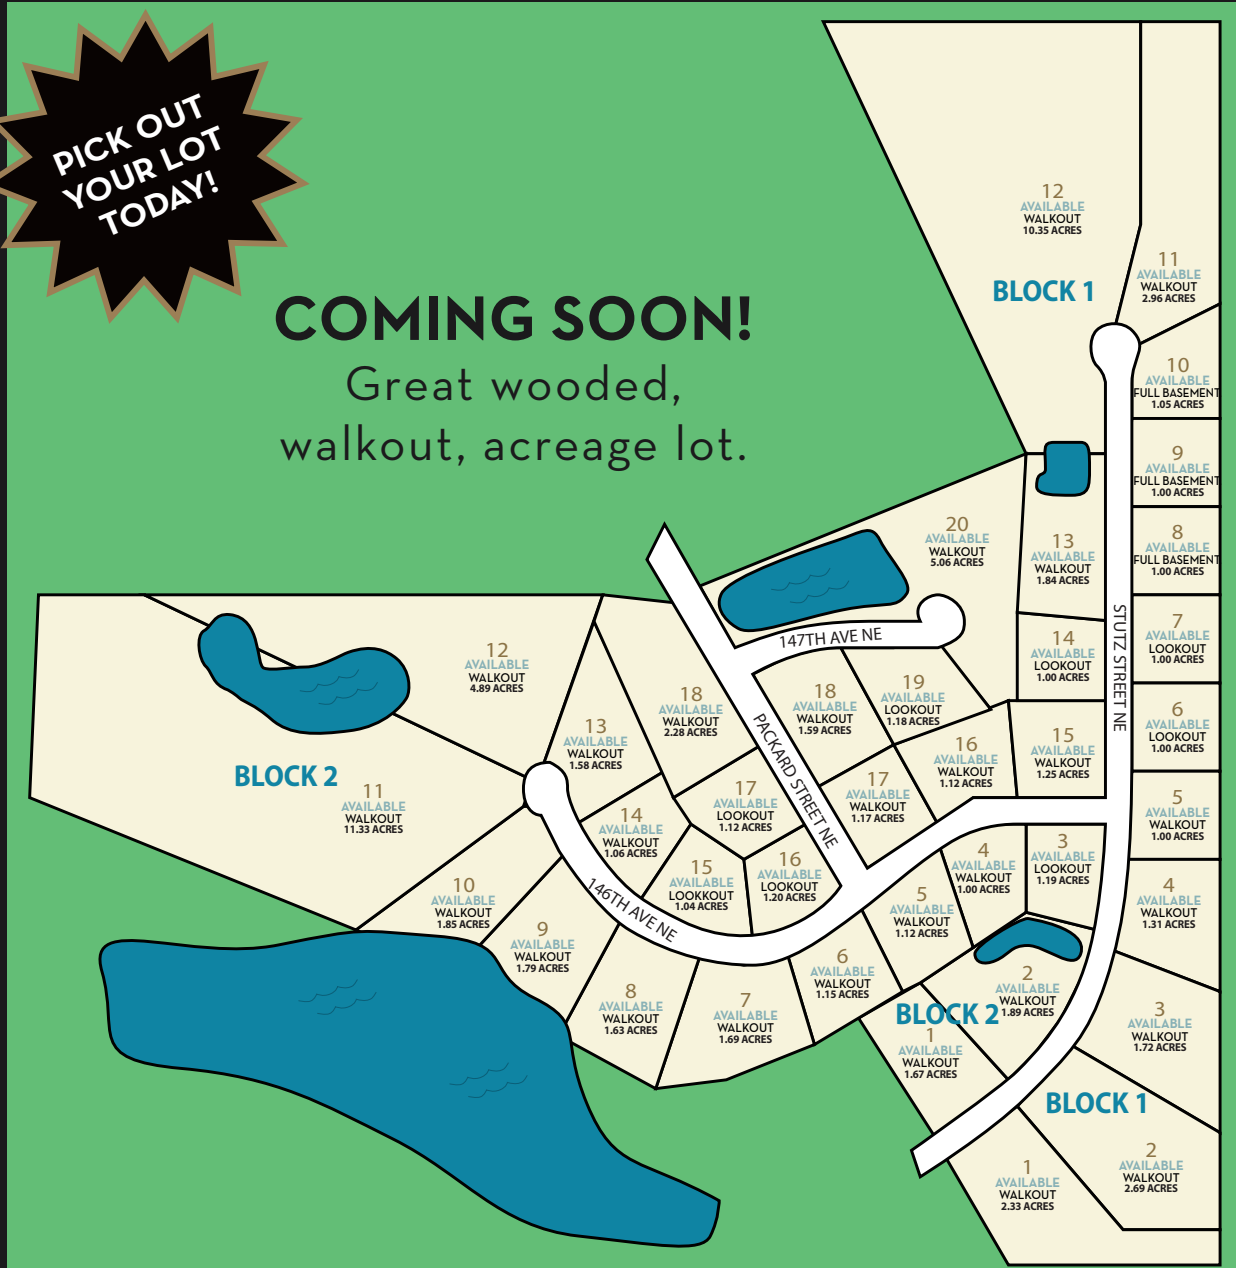 PICK OUT
YOUR LOT
TODAY!
COMING SOON!
Great wooded,
walkout, acreage lot.
12
AVAILABLE
WALKOUT
10.35 ACRES
BLOCK 1
11
AVAILABLE
WALKOUT
2.96 ACRES
10
AVAILABLE
FULL BASEMENT
1.05 ACRES
9
AVAILABLE
FULL BASEMENT
1.00 ACRES
8
AVAILABLE
FULL BASEMENT
1.00 ACRES
7
AVAILABLE
LOOKOUT
1.00 ACRES
6
AVAILABLE
LOOKOUT
1.00 ACRES
5
AVAILABLE
WALKOUT
1.00 ACRES
4
AVAILABLE
WALKOUT
1.31 ACRES
3
AVAILABLE
WALKOUT
1.72 ACRES
BLOCK 1
2
AVAILABLE
WALKOUT
2.69 ACRES
1
AVAILABLE
WALKOUT
2.33 ACRES
STUTZ STREET NE
20
AVAILABLE
WALKOUT
5.06 ACRES
13
AVAILABLE
WALKOUT
1.84 ACRES
14
AVAILABLE
LOOKOUT
1.00 ACRES
15
AVAILABLE
WALKOUT
1.25 ACRES
16
AVAILABLE
WALKOUT
1.12 ACRES
147TH AVE NE
19
AVAILABLE
LOOKOUT
1.18 ACRES
18
AVAILABLE
WALKOUT
1.59 ACRES
17
AVAILABLE
WALKOUT
1.17 ACRES
PACKARD STREET NE
12
AVAILABLE
WALKOUT
4.89 ACRES
BLOCK 2
11
AVAILABLE
WALKOUT
11.33 ACRES
13
AVAILABLE
WALKOUT
1.58 ACRES
18
AVAILABLE
WALKOUT
2.28 ACRES
17
AVAILABLE
LOOKOUT
1.12 ACRES
14
AVAILABLE
WALKOUT
1.06 ACRES
15
AVAILABLE
LOOKKOUT
1.04 ACRES
16
AVAILABLE
LOOKOUT
1.20 ACRES
146TH AVE NE
10
AVAILABLE
WALKOUT
1.85 ACRES
9
AVAILABLE
WALKOUT
1.79 ACRES
8
AVAILABLE
WALKOUT
1.63 ACRES
7
AVAILABLE
WALKOUT
1.69 ACRES
6
AVAILABLE
WALKOUT
1.15 ACRES
5
AVAILABLE
WALKOUT
1.12 ACRES
4
AVAILABLE
WALKOUT
1.00 ACRES
3
AVAILABLE
LOOKOUT
1.19 ACRES
2
AVAILABLE
WALKOUT
1.89 ACRES
BLOCK 2
1
AVAILABLE
WALKOUT
1.67 ACRES